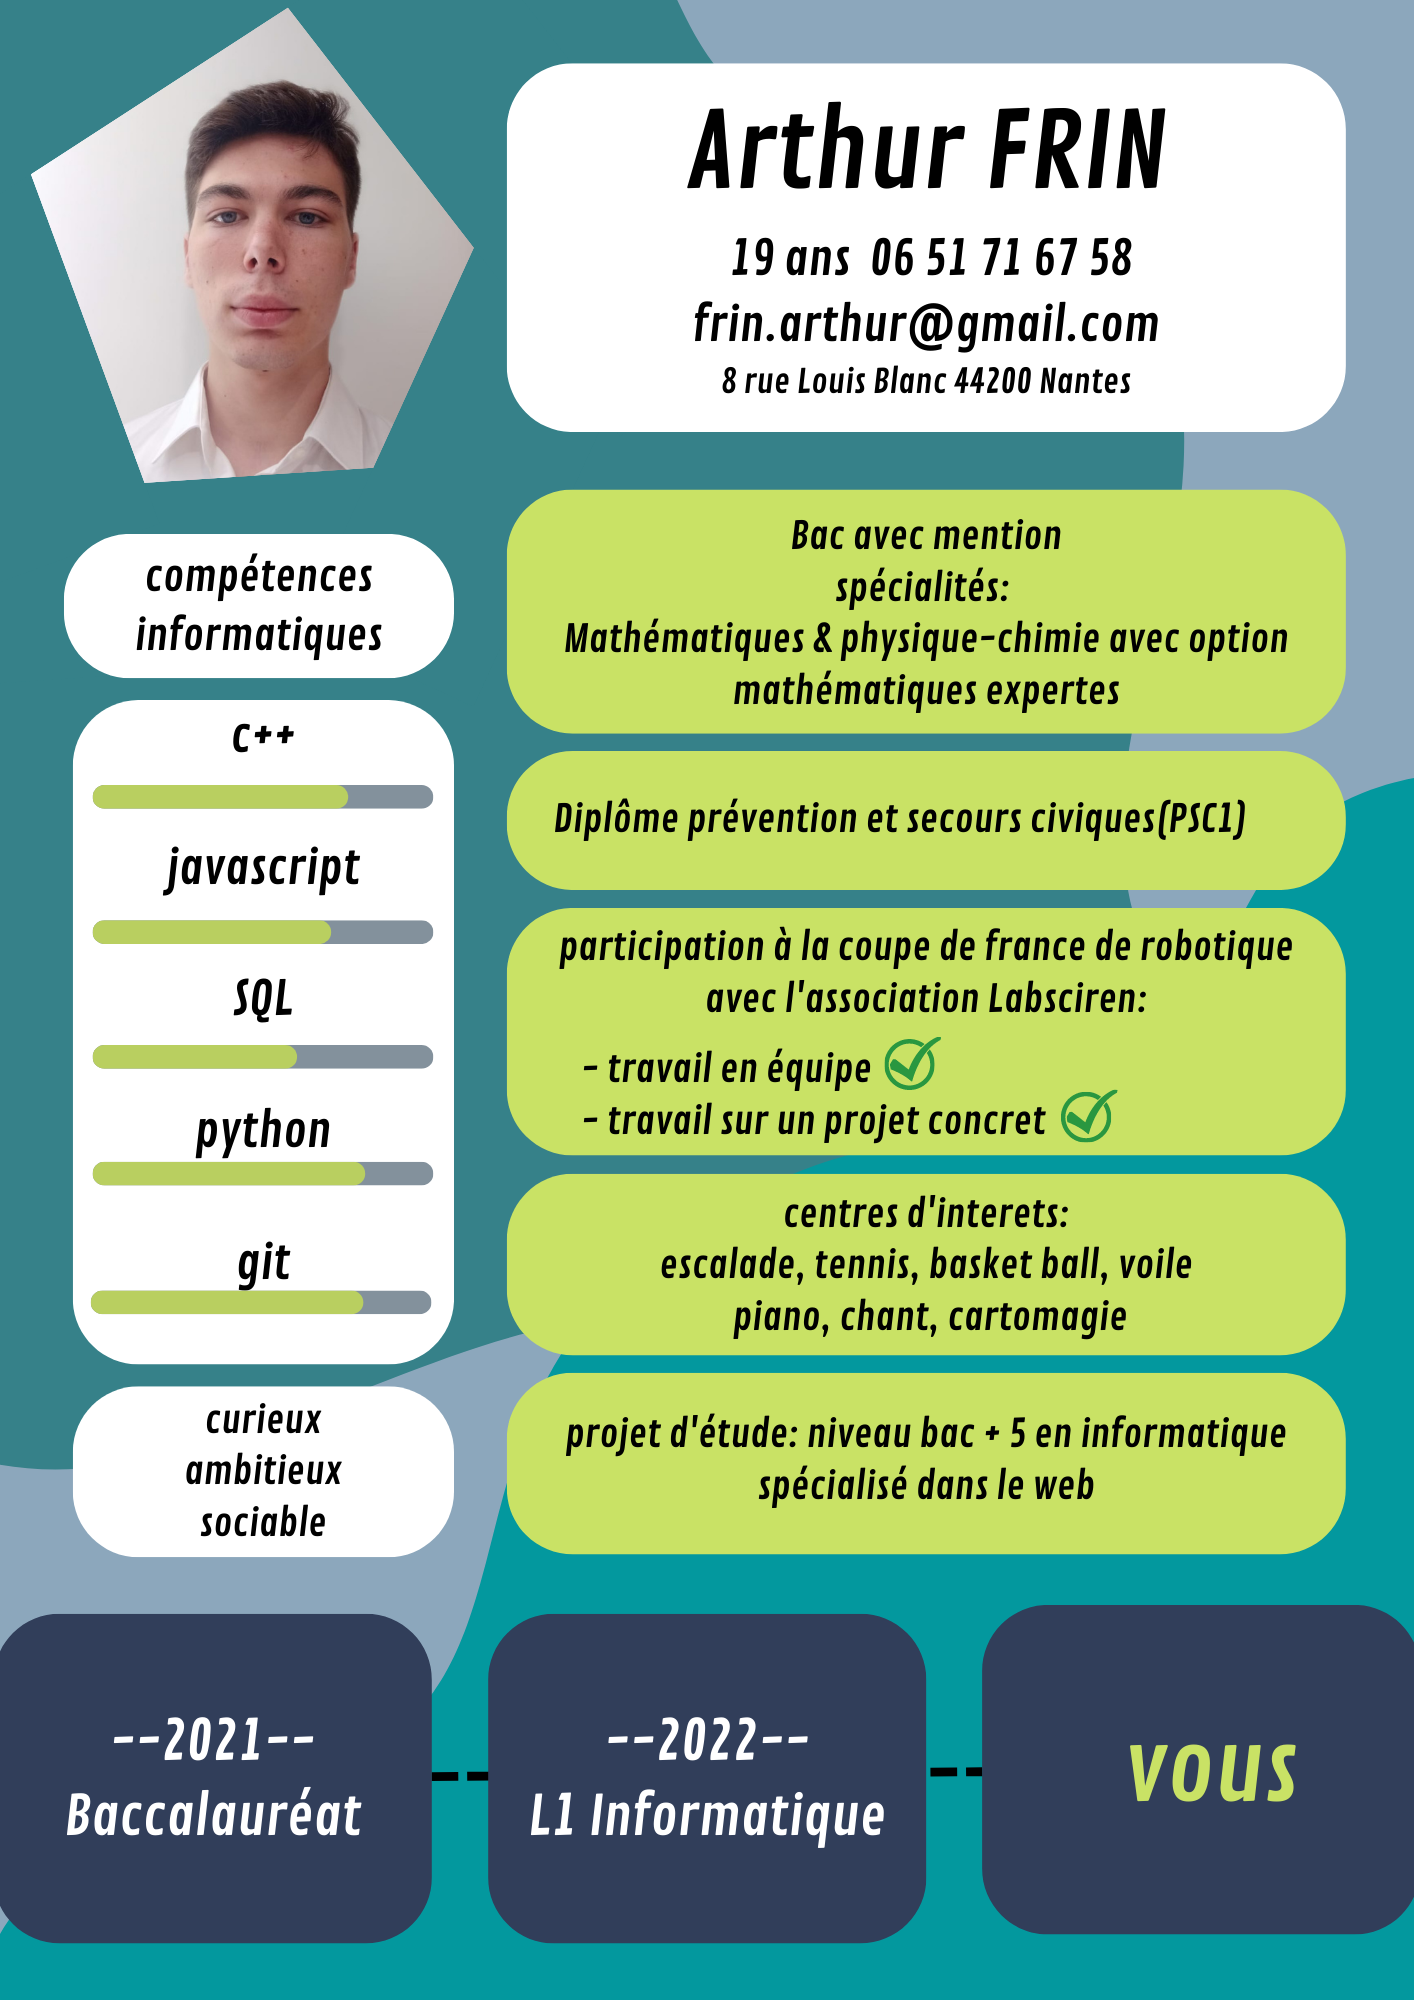 Arthur FRIN
19 ans 06 51 71 67 58
frin.arthur@gmail.com
8 rue Louis Blanc 44200 Nantes
compétences
informatiques
c++
javascript
SQL
python
git
curieux
ambitieux
sociable
Bac avec mention
spécialités:
Mathématiques & physique-chimie avec option
mathématiques expertes
Diplôme prévention et secours civiques(PSC1)
participation à la coupe de france de robotique
avec l'association Labsciren:
- travail en équipe
- travail sur un projet concret
centres d'interets:
escalade, tennis, basket ball, voile
piano, chant, cartomagie
projet d'étude: niveau bac + 5 en informatique
spécialisé dans le web
--2021--
Baccalauréat
--2022--
L1 Informatique
vous